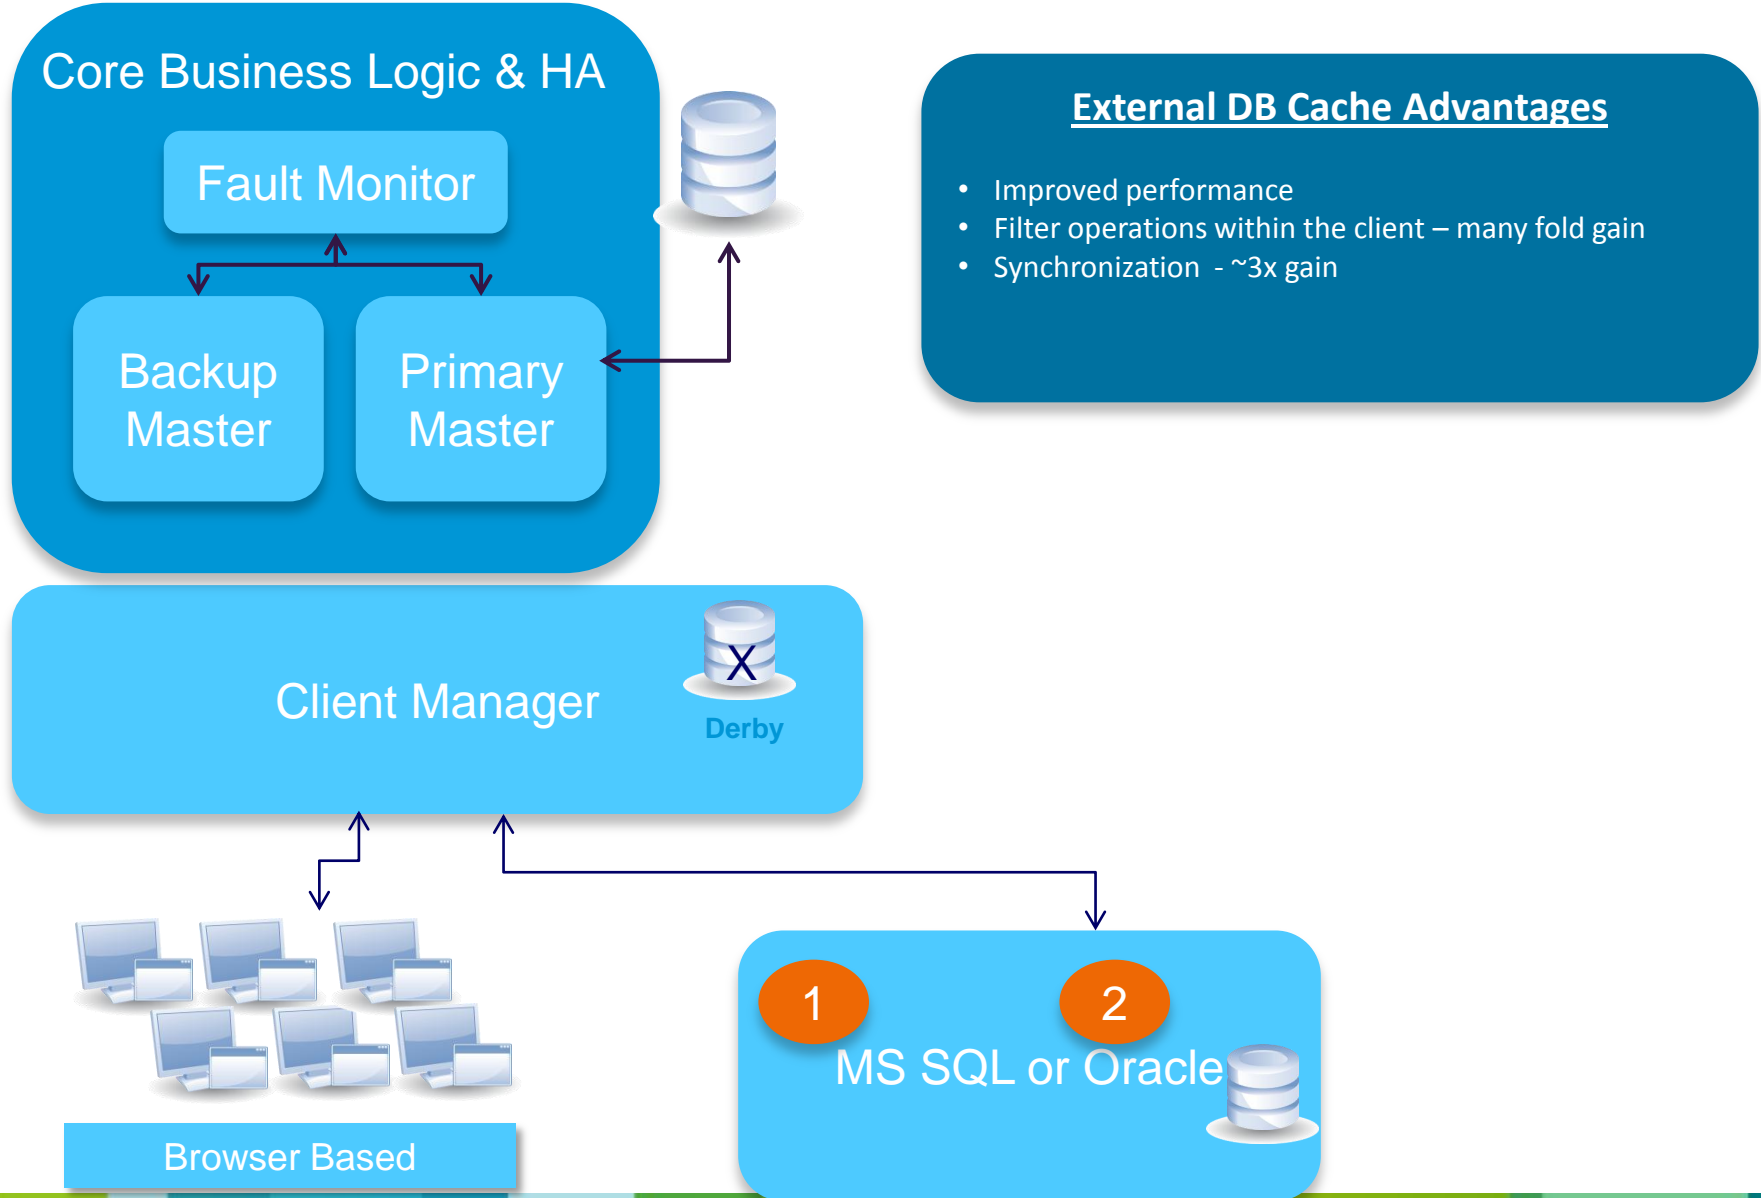 Core Business Logic & HA
Fault Monitor
Backup
Master
Primary
Master
External DB Cache Advantages
• Improved performance
• Filter operations within the client – many fold gain
• Synchronization - ~3x gain
Client Manager
X
Derby
1
2
MS SQL or Oracle
Browser Based